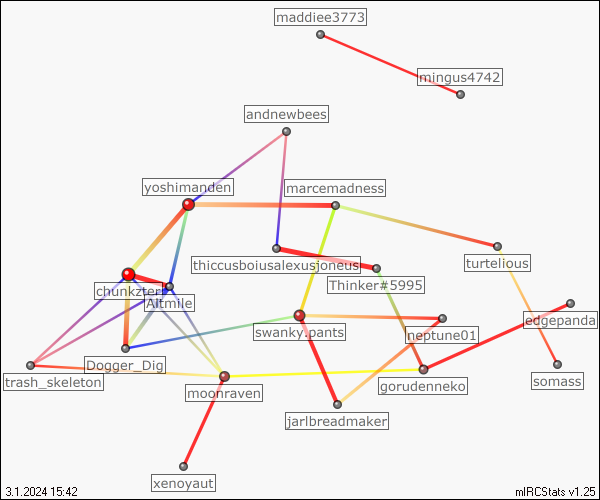 maddiee3773
mingus4742
andnewbees
yoshimanden
marcemadness
thiccusboiusalexusjoneus
turtelious
Thinker#5995
chunkzter
Altmile
edgepanda
swanky.pants
neptune01
Dogger_Dig
trash_skeleton
somass
gorudenneko
moonraven
jarlbreadmaker
xenoyaut
3.1.2024 15:42
mIRCStats v1.25